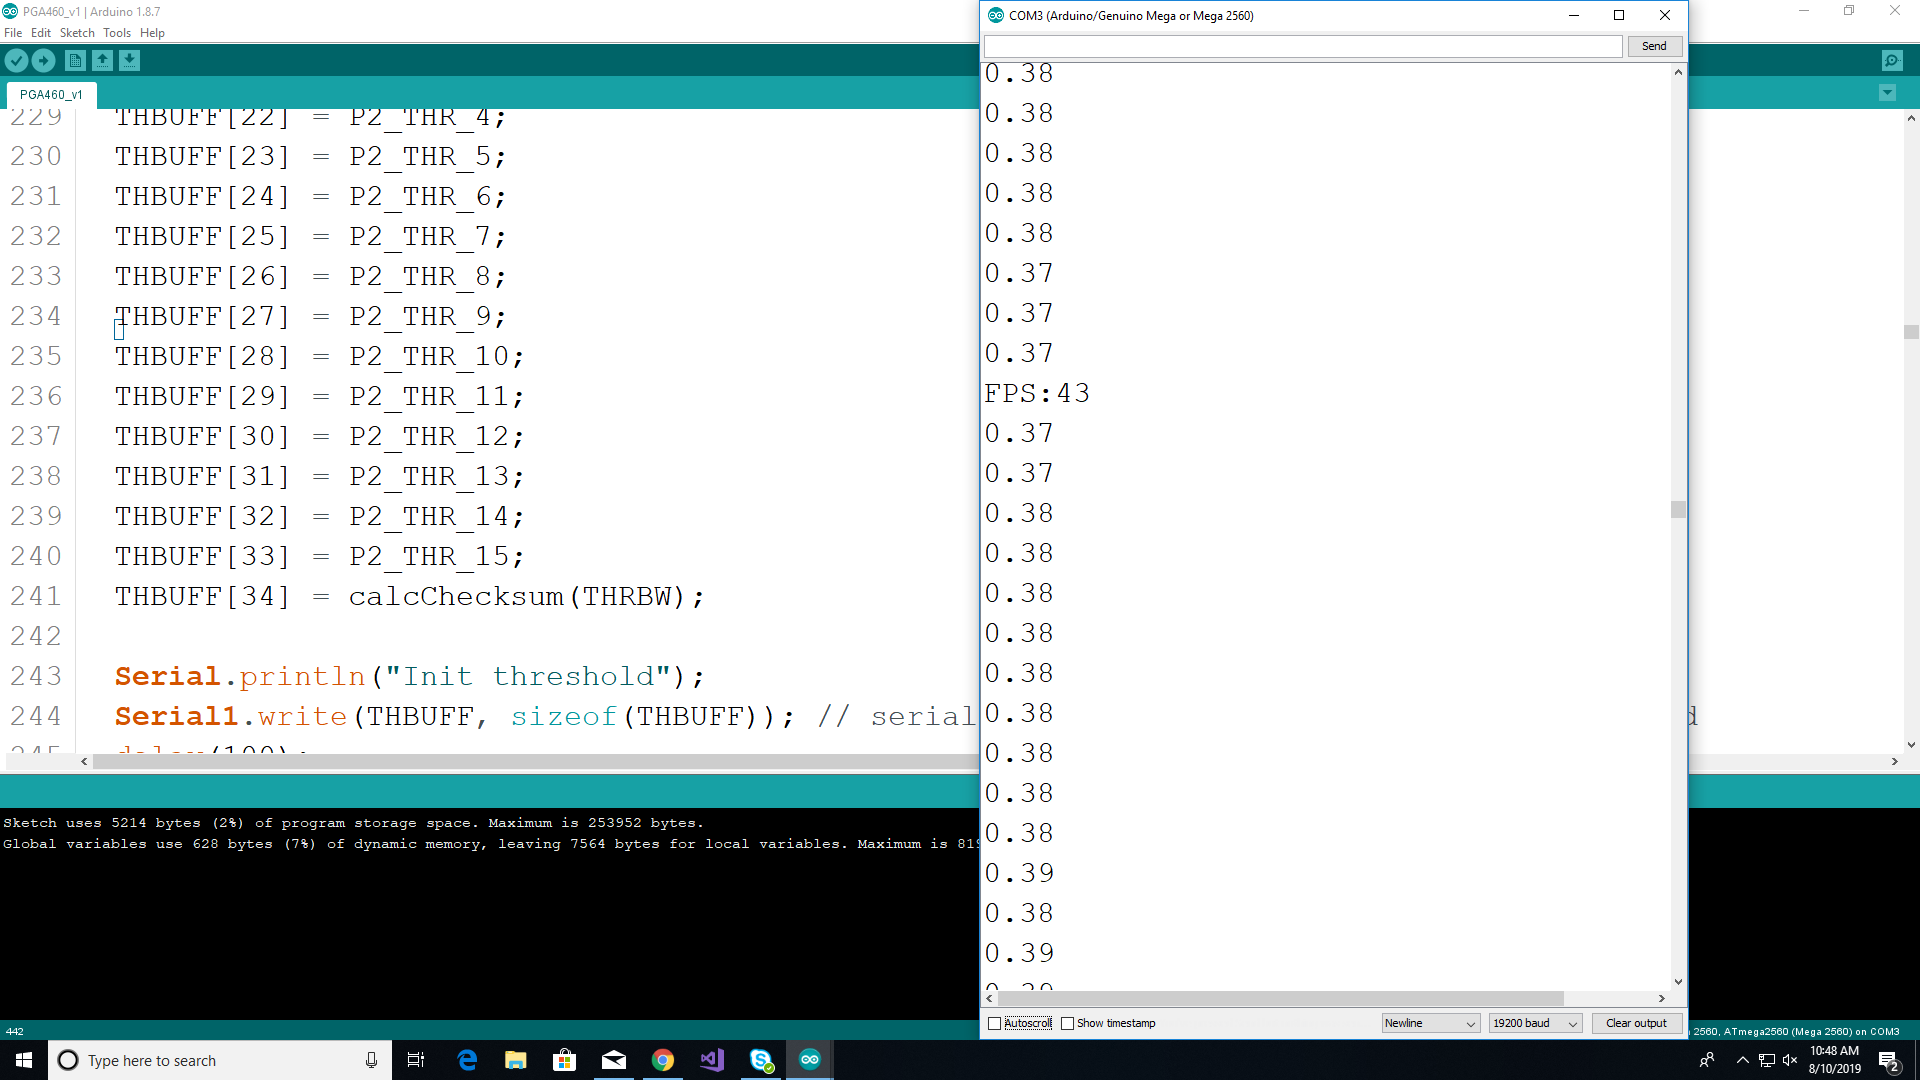 PGA460_v1 | Arduino 1.8.7
File Edit Sketch Tools Help
PGA460_v1
229 THBUFF[22] = P2_THR_4;
230 THBUFF[23] = P2_THR_5;
231 THBUFF[24] = P2_THR_6;
232 THBUFF[25] = P2_THR_7;
233 THBUFF[26] = P2_THR_8;
234 THBUFF[27] = P2_THR_9;
235 THBUFF[28] = P2_THR_10;
236 THBUFF[29] = P2_THR_11;
237 THBUFF[30] = P2_THR_12;
238 THBUFF[31] = P2_THR_13;
239 THBUFF[32] = P2_THR_14;
240 THBUFF[33] = P2_THR_15;
241 THBUFF[34] = calcChecksum(THRBW);
242
243 Serial.println("Init threshold");
244 Serial1.write(THBUFF, sizeof(THBUFF)); // serial
245 delay(100);
Sketch uses 5214 bytes (2%) of program storage space. Maximum is 253952 bytes.
Global variables use 628 bytes (7%) of dynamic memory, leaving 7564 bytes for local variables. Maximum is 819
442
COM3 (Arduino/Genuino Mega or Mega 2560)
Send
0.38
0.38
0.38
0.38
0.38
0.37
0.37
0.37
FPS:43
0.37
0.37
0.38
0.38
0.38
0.38
0.38
0.38
0.38
0.38
0.38
0.39
0.38
0.39
0.39
Autoscroll Show timestamp Newline 19200 baud Clear output
2560, ATmega2560 (Mega 2560) on COM3
Type here to search
10:48 AM
8/10/2019
2